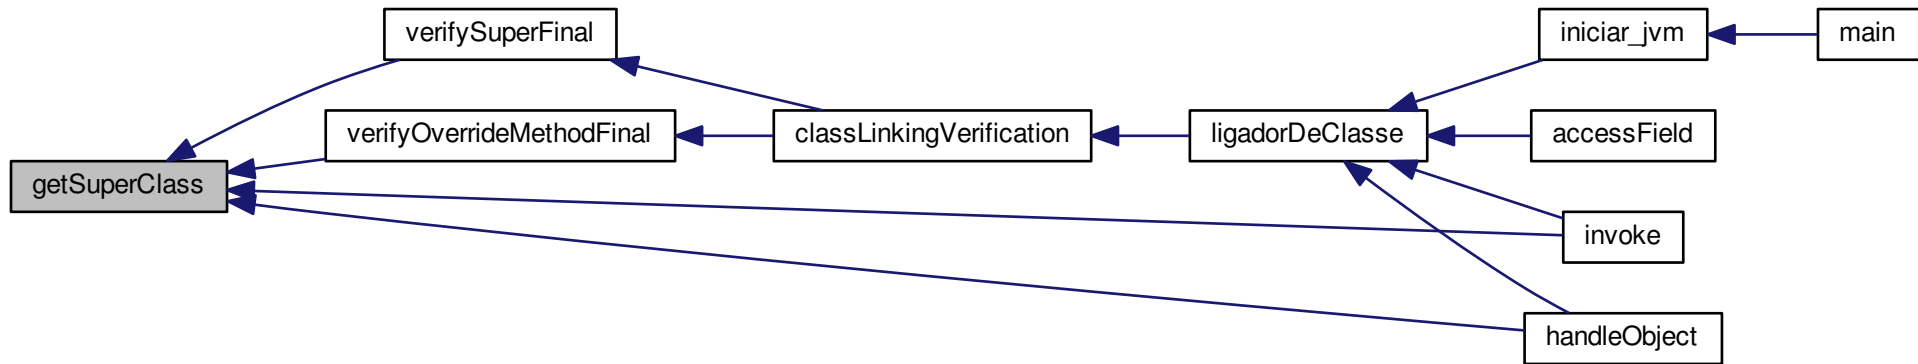 verifySuperFinal
iniciar_jvm
main
verifyOverrideMethodFinal
classLinkingVerification
ligadorDeClasse
accessField
getSuperClass
invoke
handleObject